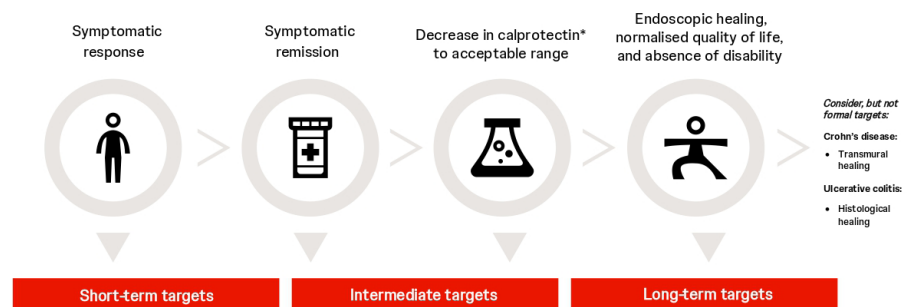 Symptomatic
response
Symptomatic
remission
Decrease in calprotectin*
to acceptable range
Endoscopic healing,
normalised quality of life,
and absence of disability
Consider, but not
formal targets:
Crohn's disease:
• Transmural
healing
Ulcerative colitis:
• Histological
healing
Short-term targets
Intermediate targets
Long-term targets